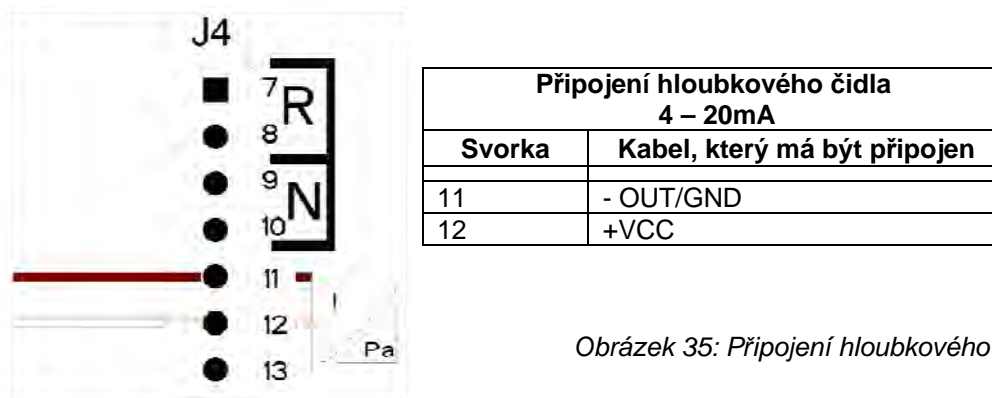 J4
7
R
8
9
N
10
11
12
Pa
13
Připojení hloubkového čidla
4 – 20mA
Svorka Kabel, který má být připojen
11 - OUT/GND
12 +VCC
Obrázek 35: Připojení hloubkového